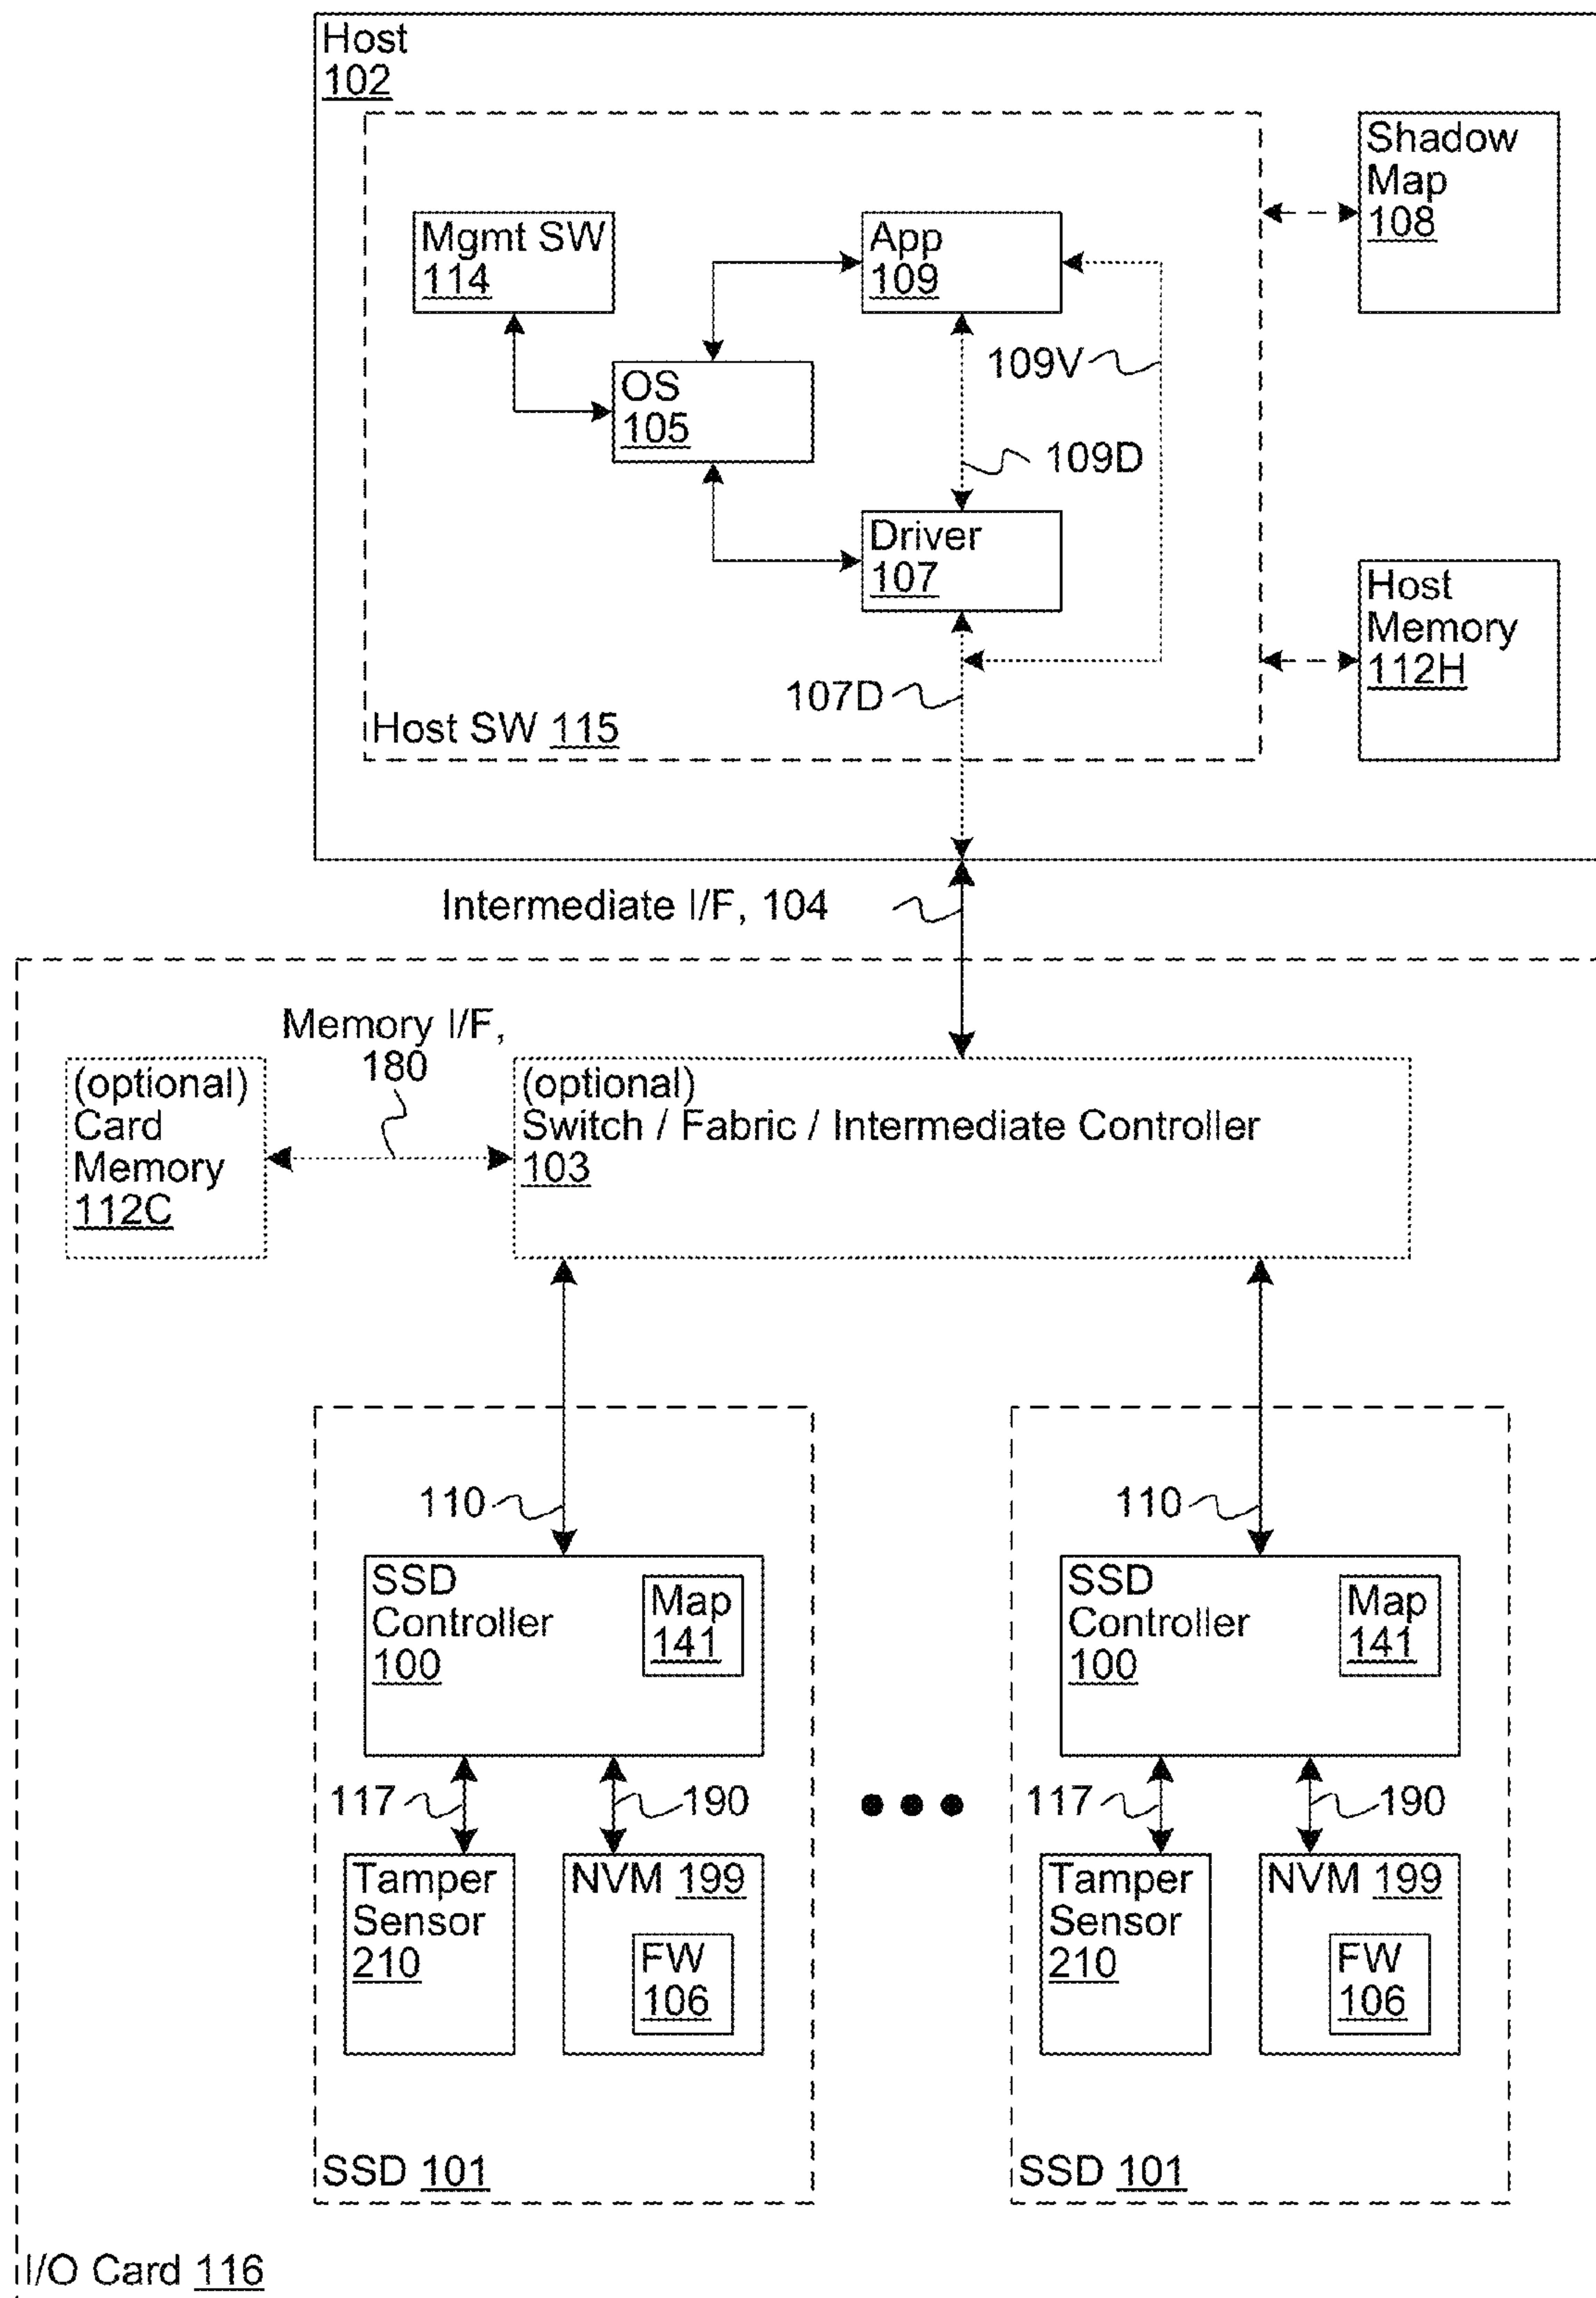 Host
102
Shadow
Map
108
Mgmt SW
114
App
109
109V
OS
105
109D
Driver
107
Host
Memory
112H
107D
Host SW 115
Intermediate I/F, 104
Memory I/F,
180
(optional)
Card
Memory
112C
(optional)
Switch / Fabric / Intermediate Controller
103
110
SSD
Controller
100
Map
141
117
190
Tamper
Sensor
210
NVM 199
FW
106
SSD 101
110
SSD
Controller
100
Map
141
117
190
Tamper
Sensor
210
NVM 199
FW
106
SSD 101
I/O Card 116